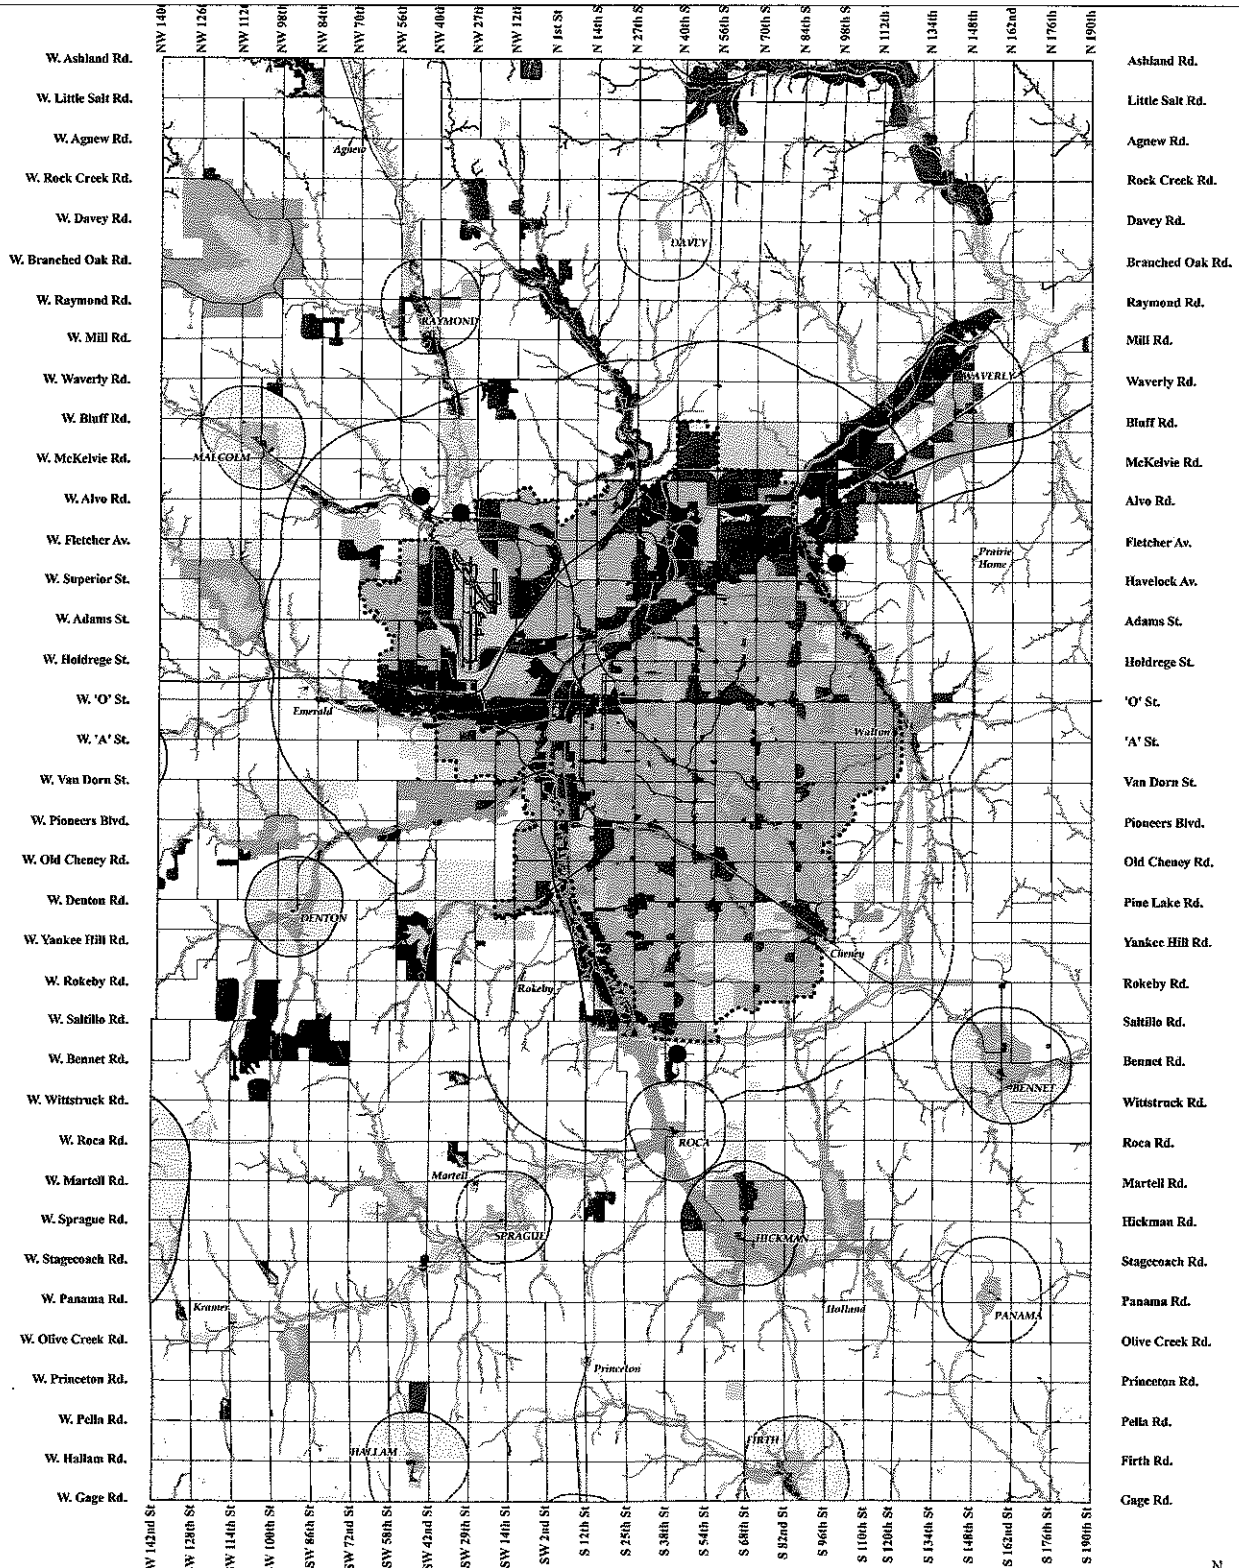 NW 140
NW 126
NW 112
NW 98th
NW 84th
NW 70th
NW 56th
NW 40th
NW 27th
NW 12th
N 1st St
N 14th S
N 27th S
N 40th S
N 56th S
N 70th S
N 84th S
N 98th S
N 112th
N 134th
N 148th
N 162nd
N 176th
N 190th
W. Ashland Rd.
W. Little Salt Rd.
W. Agnew Rd.
W. Rock Creek Rd.
W. Davey Rd.
W. Branched Oak Rd.
W. Raymond Rd.
W. Mill Rd.
W. Waverly Rd.
W. Bluff Rd.
W. McKelvie Rd.
W. Alvo Rd.
W. Fletcher Av.
W. Superior St.
W. Adams St.
W. Holdrege St.
W. 'O' St.
W. 'A' St.
W. Van Dorn St.
W. Pioneers Blvd.
W. Old Cheney Rd.
W. Denton Rd.
W. Yankee Hill Rd.
W. Rokeby Rd.
W. Saltillo Rd.
W. Bennet Rd.
W. Wittstruck Rd.
W. Roca Rd.
W. Martell Rd.
W. Sprague Rd.
W. Stagecoach Rd.
W. Panama Rd.
W. Olive Creek Rd.
W. Princeton Rd.
W. Pella Rd.
W. Hallam Rd.
W. Gage Rd.
Agnew
DAVEY
RAYMOND
WAVERLY
MALCOLM
Prairie
Home
Emerald
Walton
DENTON
Cheney
Rokeby
BENNET
ROCA
Martell
SPRAGUE
HICKMAN
Kramer
Holland
PANAMA
Princeton
HALLAM
FIRTH
Ashland Rd.
Little Salt Rd.
Agnew Rd.
Rock Creek Rd.
Davey Rd.
Branched Oak Rd.
Raymond Rd.
Mill Rd.
Waverly Rd.
Bluff Rd.
McKelvie Rd.
Alvo Rd.
Fletcher Av.
Havelock Av.
Adams St.
Holdrege St.
'O' St.
'A' St.
Van Dorn St.
Pioneers Blvd.
Old Cheney Rd.
Pine Lake Rd.
Yankee Hill Rd.
Rokeby Rd.
Saltillo Rd.
Bennet Rd.
Wittstruck Rd.
Roca Rd.
Martell Rd.
Hickman Rd.
Stagecoach Rd.
Panama Rd.
Olive Creek Rd.
Princeton Rd.
Pella Rd.
Firth Rd.
Gage Rd.
W 142nd St
SW 128th St
SW 114th St
SW 100th St
SW 86th St
SW 72nd St
SW 58th St
SW 42nd St
SW 29th St
SW 14th St
SW 2nd St
S 12th St
S 25th St
S 38th St
S 54th St
S 68th St
S 82nd St
S 96th St
S 110th St
S 120th St
S 134th St
S 148th St
S 162nd St
S 176th St
S 190th St
N